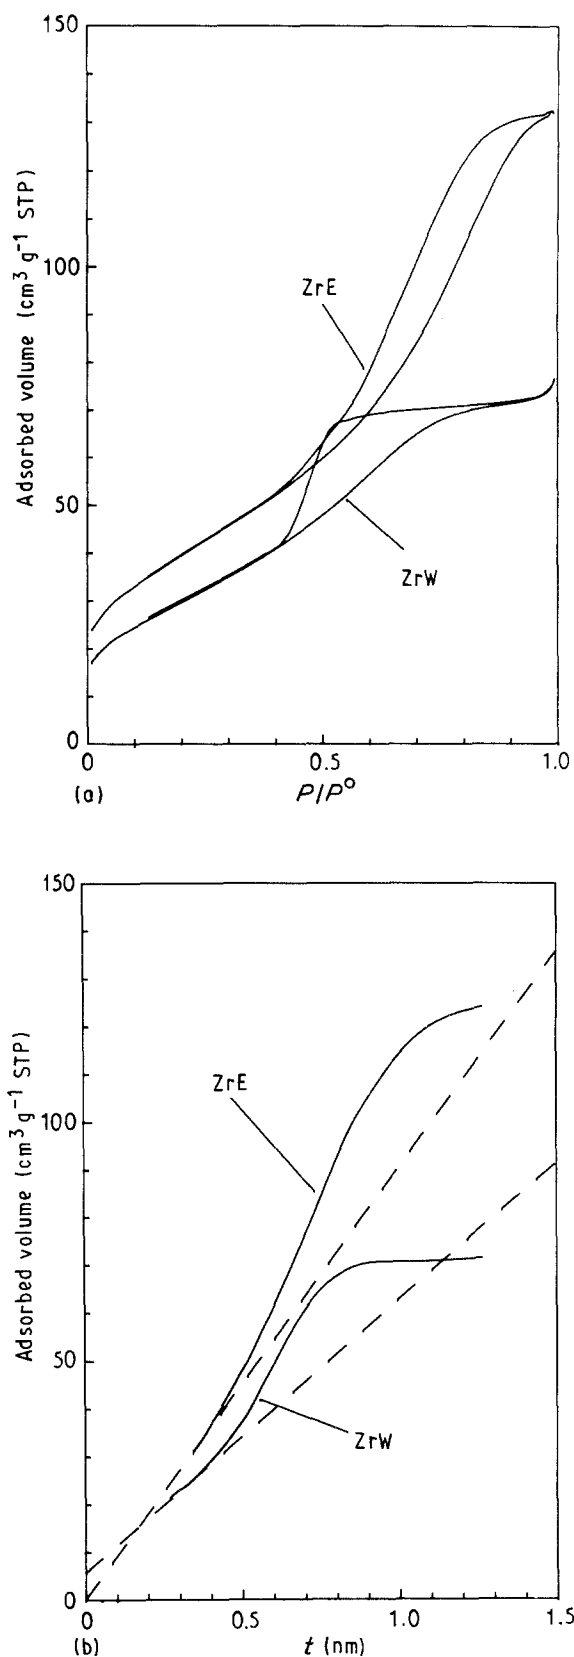 150
100
50
0
Adsorbed volume (cm³ g⁻¹ STP)
ZrE
ZrW
0 0.5 1.0
(a) P/P°
150
100
50
0
Adsorbed volume (cm³ g⁻¹ STP)
ZrE
ZrW
0 0.5 1.0 1.5
(b) t (nm)